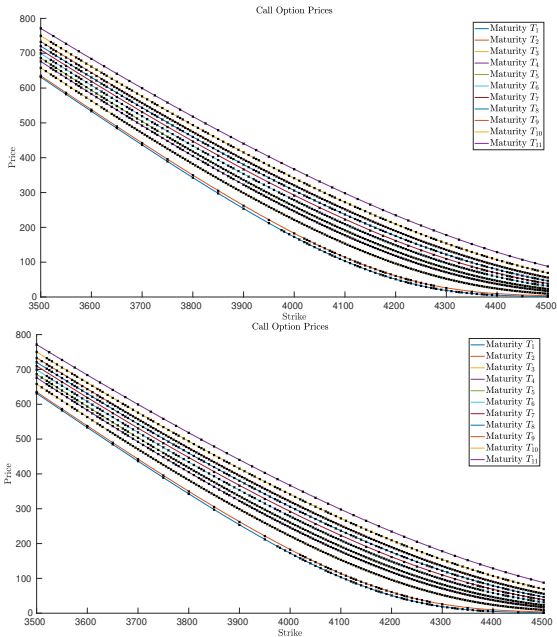 Call Option Prices
800
700
600
500
400
300
200
100
0
Price
3500 3600 3700 3800 3900 4000 4100 4200 4300 4400 4500
Strike
Maturity T1
Maturity T2
Maturity T3
Maturity T4
Maturity T5
Maturity T6
Maturity T7
Maturity T8
Maturity T9
Maturity T10
Maturity T11
Call Option Prices
800
700
600
500
400
300
200
100
0
Price
3500 3600 3700 3800 3900 4000 4100 4200 4300 4400 4500
Strike
Maturity T1
Maturity T2
Maturity T3
Maturity T4
Maturity T5
Maturity T6
Maturity T7
Maturity T8
Maturity T9
Maturity T10
Maturity T11